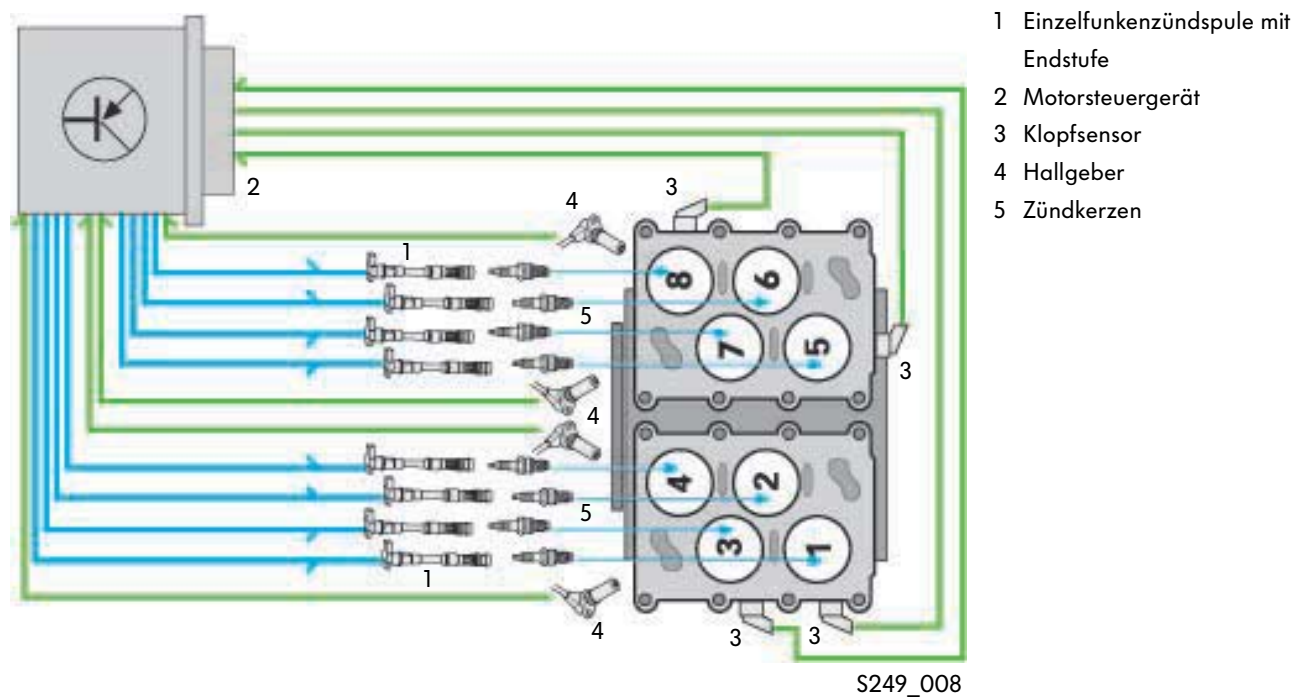 1 Einzelfunkenzündspule mit
Endstufe
2 Motorsteuergerät
3 Klopfsensor
4 Hallgeber
5 Zündkerzen
2
3
4
1
8
6
5
7
5
3
4
4
2
5
3
1
1
4
3
3
S249_008